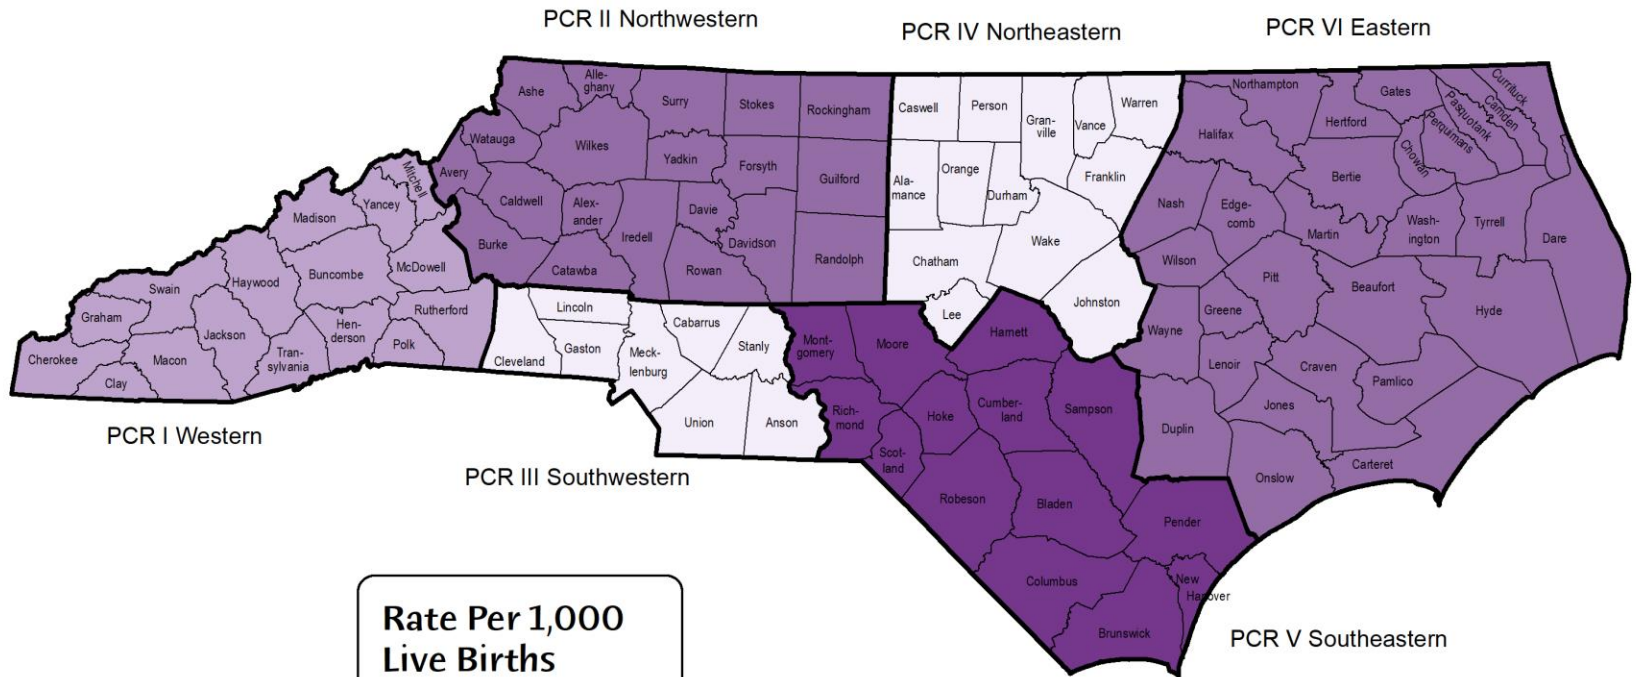 PCR II Northwestern
PCR IV Northeastern
PCR VI Eastern
PCR I Western
PCR III Southwestern
PCR V Southeastern
Cherokee
Graham
Clay
Swain
Macon
Jackson
Haywood
Tran-
sylvania
Madison
Buncombe
Hen-
derson
Yancey
Mitchell
McDowell
Polk
Rutherford
Ashe
Alle-
ghany
Surry
Stokes
Rockingham
Watauga
Wilkes
Yadkin
Forsyth
Guilford
Avery
Caldwell
Alex-
ander
Iredell
Davie
Davidson
Burke
Catawba
Rowan
Randolph
Cleveland
Lincoln
Gaston
Meck-
lenburg
Cabarrus
Stanly
Union
Anson
Caswell
Person
Gran-
ville
Vance
Warren
Ala-
mance
Orange
Durham
Franklin
Chatham
Wake
Lee
Johnston
Mont-
gomery
Moore
Harnett
Rich-
mond
Hoke
Cumber-
land
Sampson
Scot-
land
Robeson
Bladen
Pender
Columbus
New
Hanover
Brunswick
Northampton
Gates
Currituck
Camden
Pasquotank
Perquimans
Halifax
Hertford
Chowan
Bertie
Nash
Edge-
comb
Martin
Wash-
ington
Tyrrell
Dare
Wilson
Pitt
Beaufort
Hyde
Wayne
Greene
Lenoir
Craven
Pamlico
Jones
Duplin
Onslow
Carteret
Rate Per 1,000
Live Births